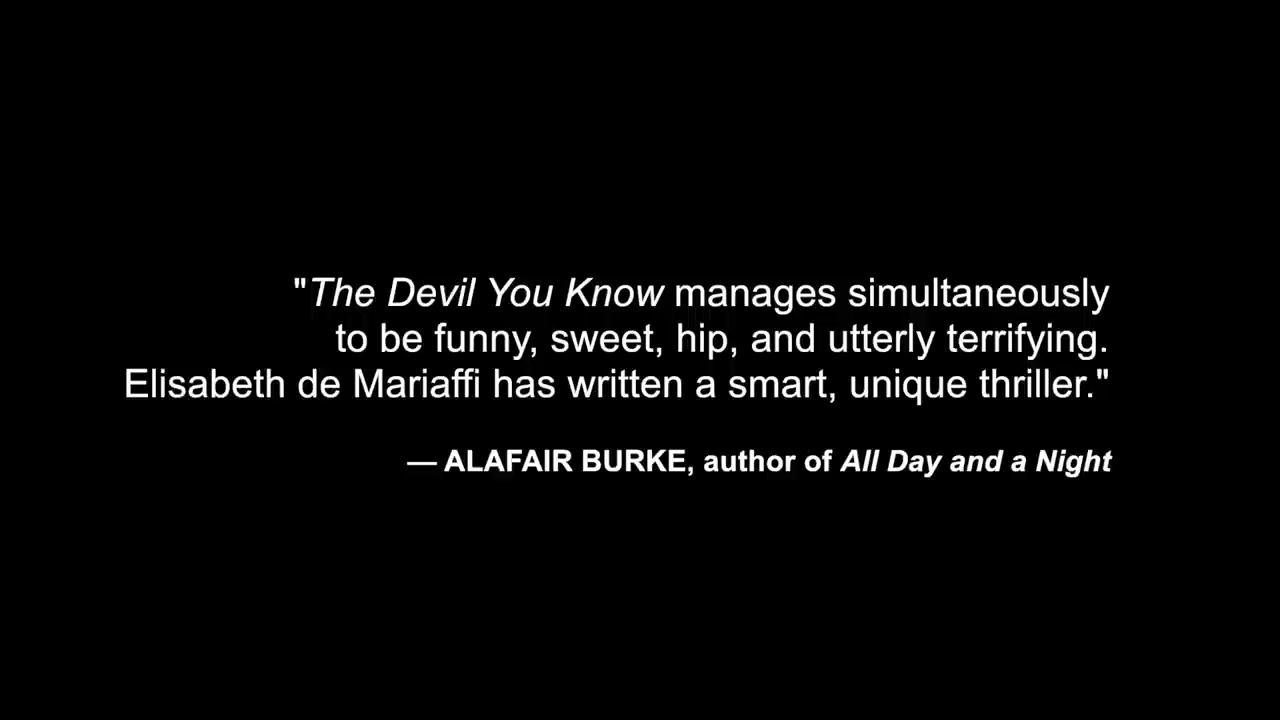 "The Devil You Know manages simultaneously
to be funny, sweet, hip, and utterly terrifying.
Elisabeth de Mariaffi has written a smart, unique thriller."
— ALAFAIR BURKE, author of All Day and a Night